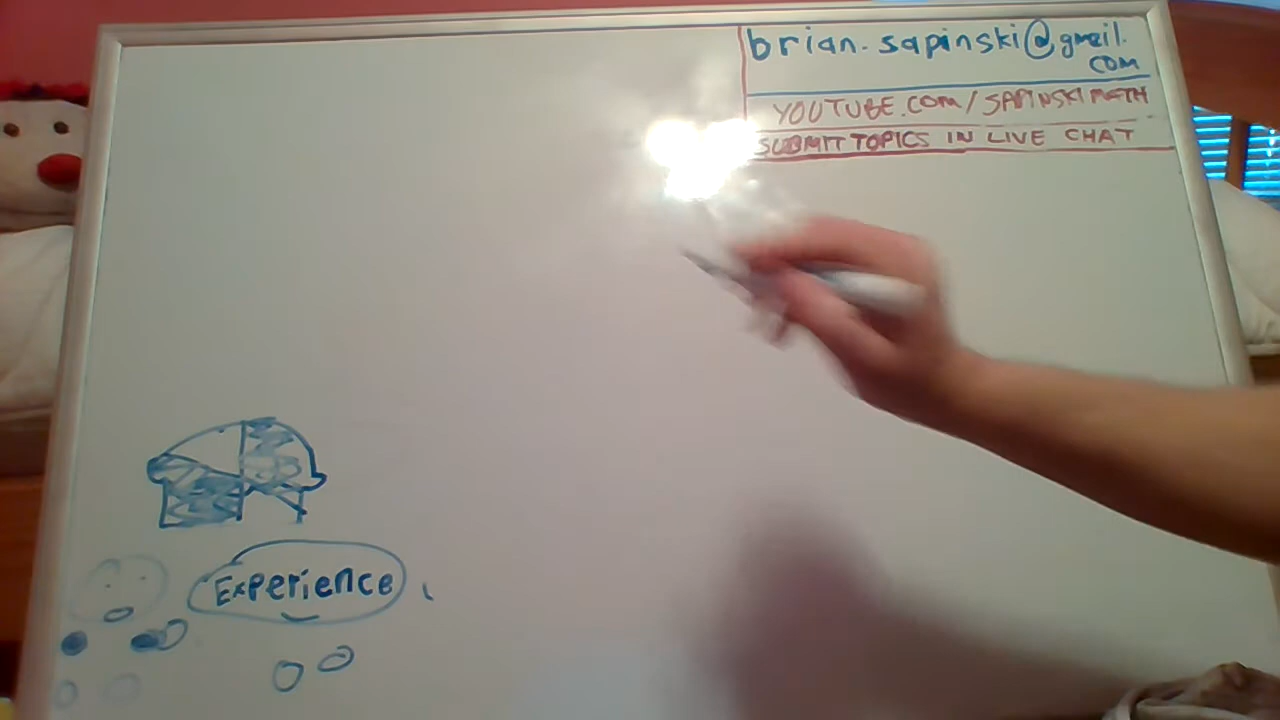 brian.sapinski@gmail.
com
YOUTUBE.COM/SAPINSKIMATH
SUBMIT TOPICS IN LIVE CHAT
Experience